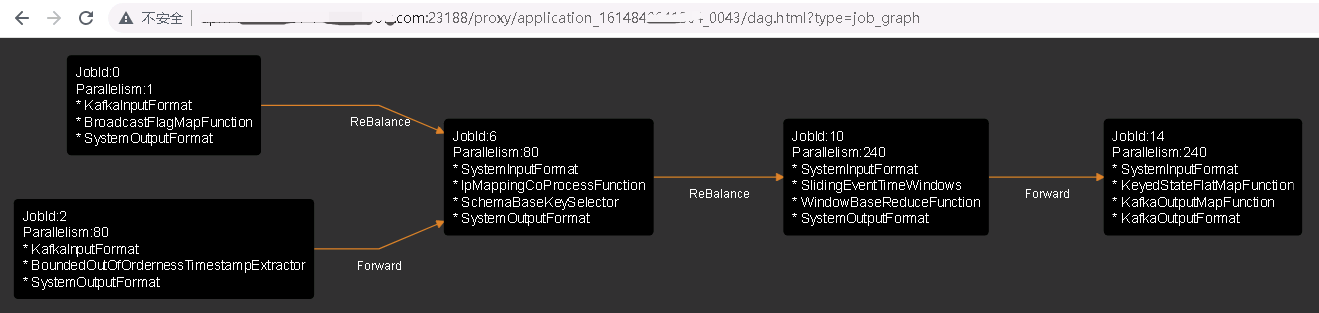 不安全
.com:23188/proxy/application_161484 _0043/dag.html?type=job_graph
JobId:0
Parallelism:1
* KafkaInputFormat
* BroadcastFlagMapFunction
* SystemOutputFormat
ReBalance
JobId:2
Parallelism:80
* KafkaInputFormat
* BoundedOutOfOrdernessTimestampExtractor
* SystemOutputFormat
Forward
JobId:6
Parallelism:80
* SystemInputFormat
* IpMappingCoProcessFunction
* SchemaBaseKeySelector
* SystemOutputFormat
ReBalance
JobId:10
Parallelism:240
* SystemInputFormat
* SlidingEventTimeWindows
* WindowBaseReduceFunction
* SystemOutputFormat
Forward
JobId:14
Parallelism:240
* SystemInputFormat
* KeyedStateFlatMapFunction
* KafkaOutputMapFunction
* KafkaOutputFormat